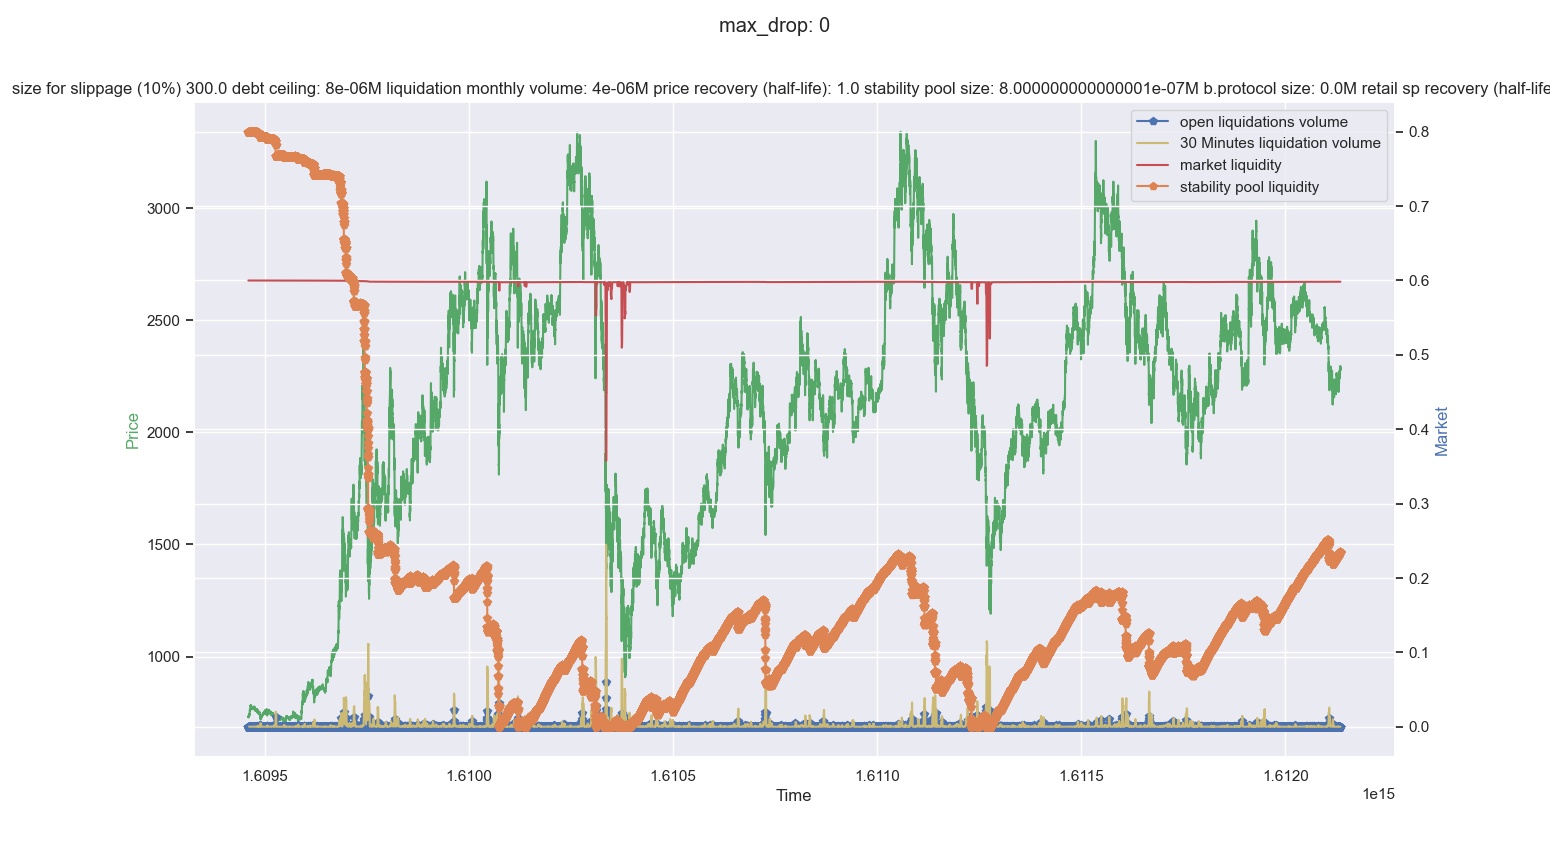 max_drop: 0
size for slippage (10%) 300.0 debt ceiling: 8e-06M liquidation monthly volume: 4e-06M price recovery (half-life): 1.0 stability pool size: 8.000000000000001e-07M b.protocol size: 0.0M retail sp recovery (half-life
open liquidations volume
30 Minutes liquidation volume
market liquidity
stability pool liquidity
3000
2500
2000
1500
1000
Price
0.8
0.7
0.6
0.5
0.4
0.3
0.2
0.1
0.0
Market
1.6095
1.6100
1.6105
1.6110
1.6115
1.6120
1e15
Time